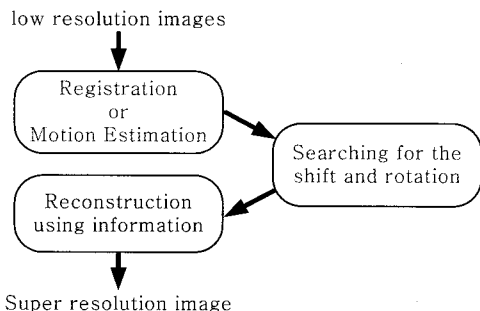 low resolution images
Registration
or
Motion Estimation
Searching for the
shift and rotation
Reconstruction
using information
Super resolution image